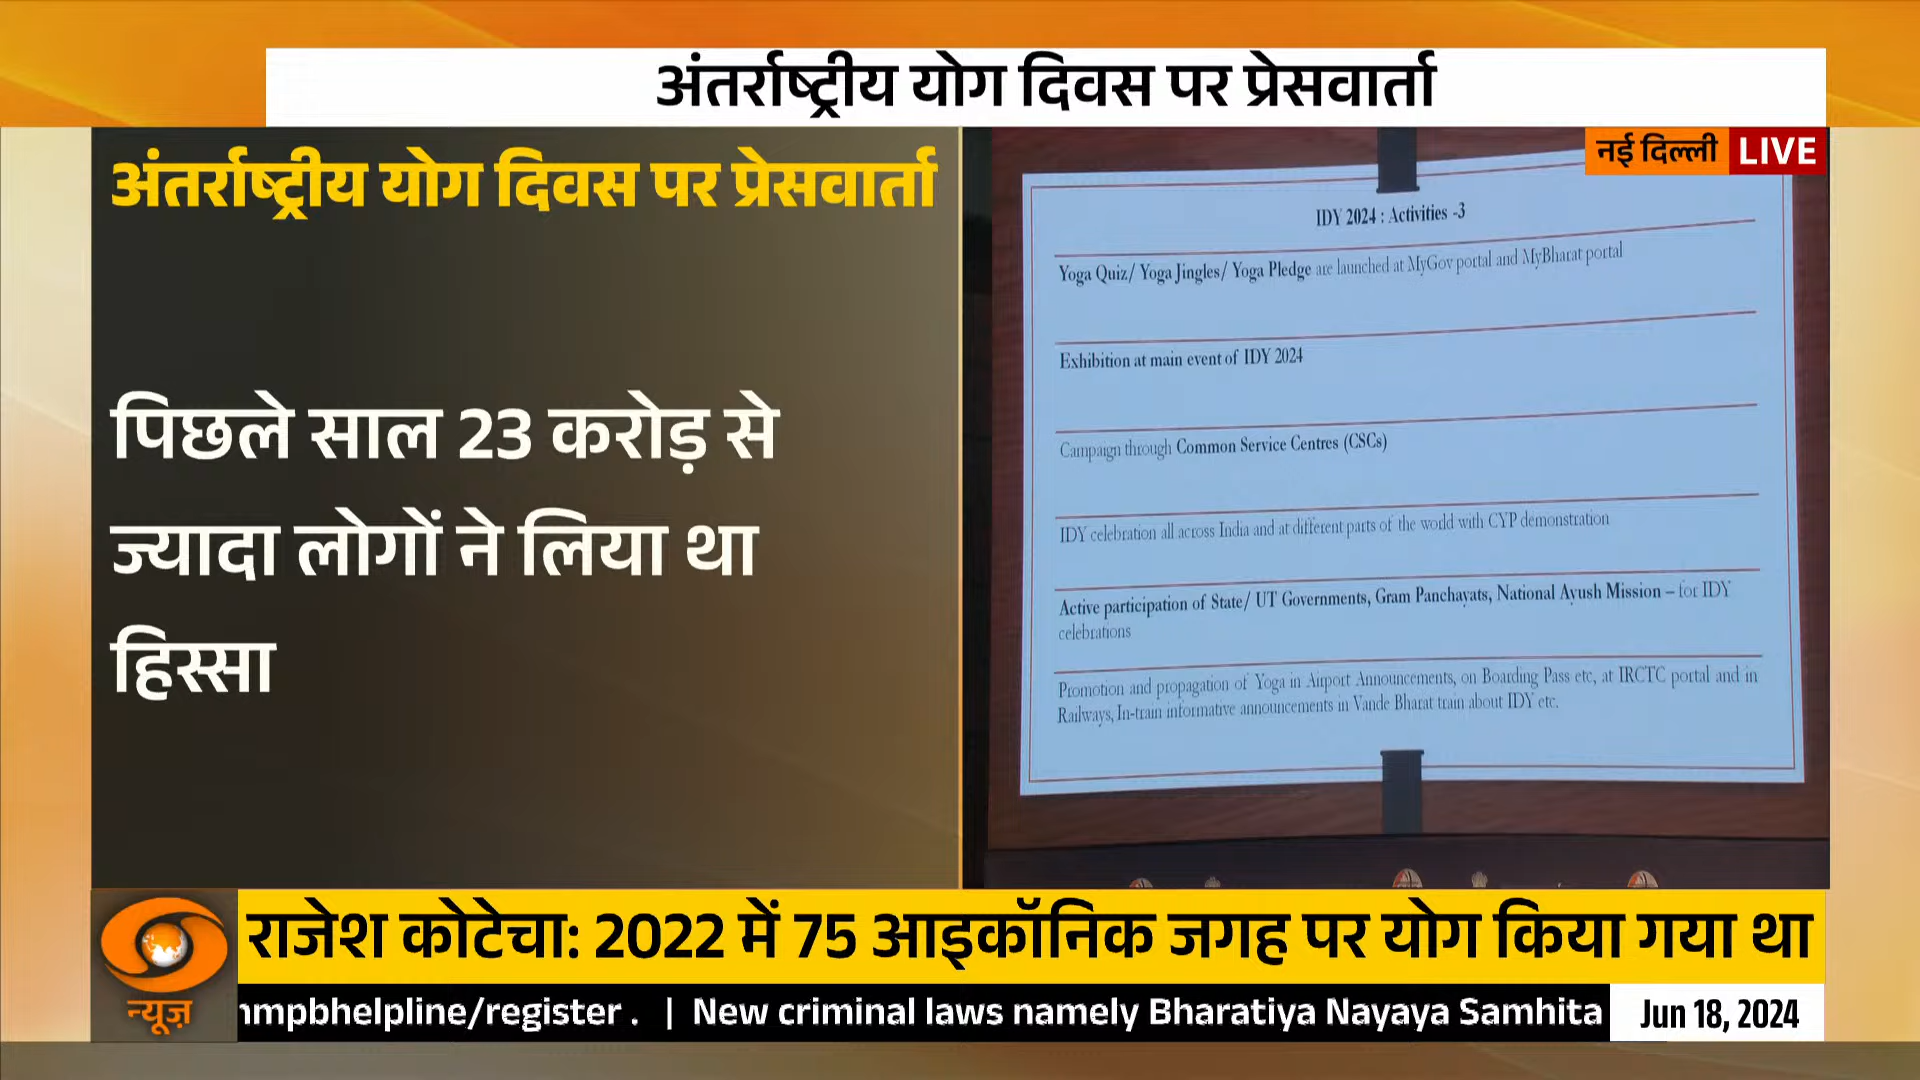 अंतर्राष्ट्रीय योग दिवस पर प्रेसवार्ता
अंतर्राष्ट्रीय योग दिवस पर प्रेसवार्ता
पिछले साल 23 करोड़ से
ज्यादा लोगों ने लिया था
हिस्सा
नई दिल्ली LIVE
IDY 2024 : Activities -3
Yoga Quiz/ Yoga Jingles/ Yoga Pledge are launched at MyGov portal and MyBharat portal
Exhibition at main event of IDY 2024
Campaign through Common Service Centres (CSCs)
IDY celebration all across India and at different parts of the world with CYP demonstration
Active participation of State/ UT Governments, Gram Panchayats, National Ayush Mission – for IDY
celebrations
Promotion and propagation of Yoga in Airport Announcements, on Boarding Pass etc, at IRCTC portal and in
Railways, In-train informative announcements in Vande Bharat train about IDY etc.
राजेश कोटेचा: 2022 में 75 आइकॉनिक जगह पर योग किया गया था
न्यूज़
mpbhelpline/register . | New criminal laws namely Bharatiya Nayaya Samhita
Jun 18, 2024